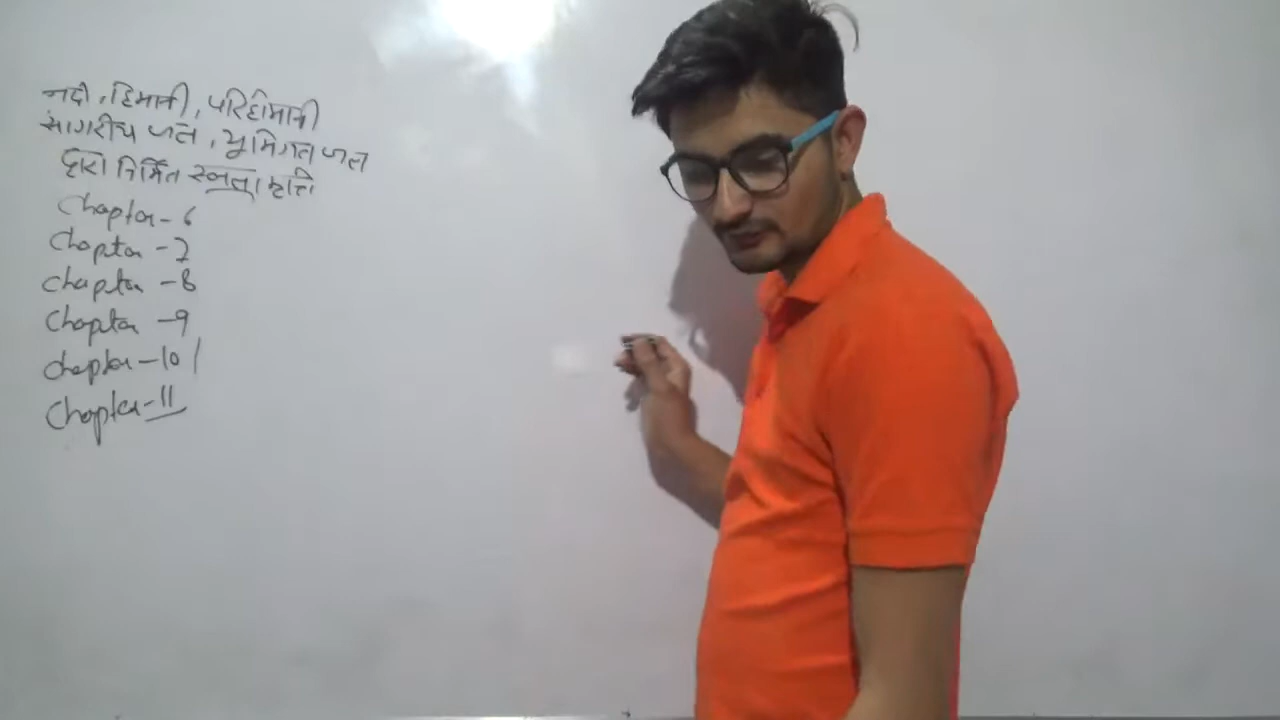 नदी, हिमानी, परिहिमानी
सागरीय जल, भूमिगत जल
द्वारा निर्मित स्थलाकृति
Chapter-6
Chapter-7
Chapter-8
Chapter-9
Chapter-10
Chapter-11